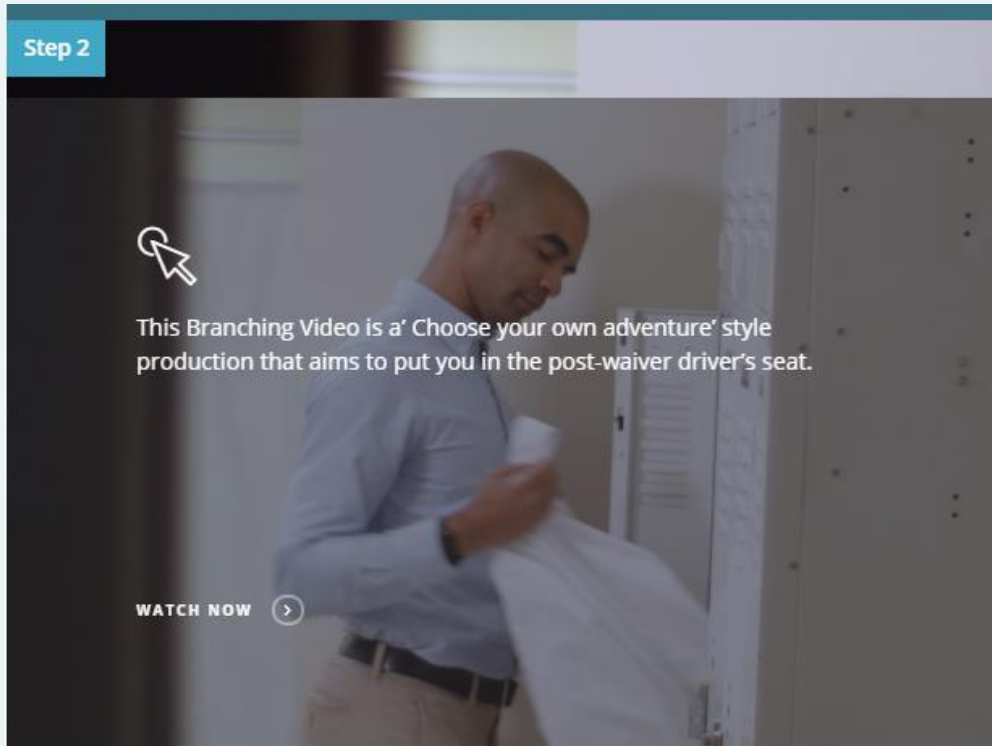 Step 2
This Branching Video is a’ Choose your own adventure’ style
production that aims to put you in the post-waiver driver’s seat.
WATCH NOW